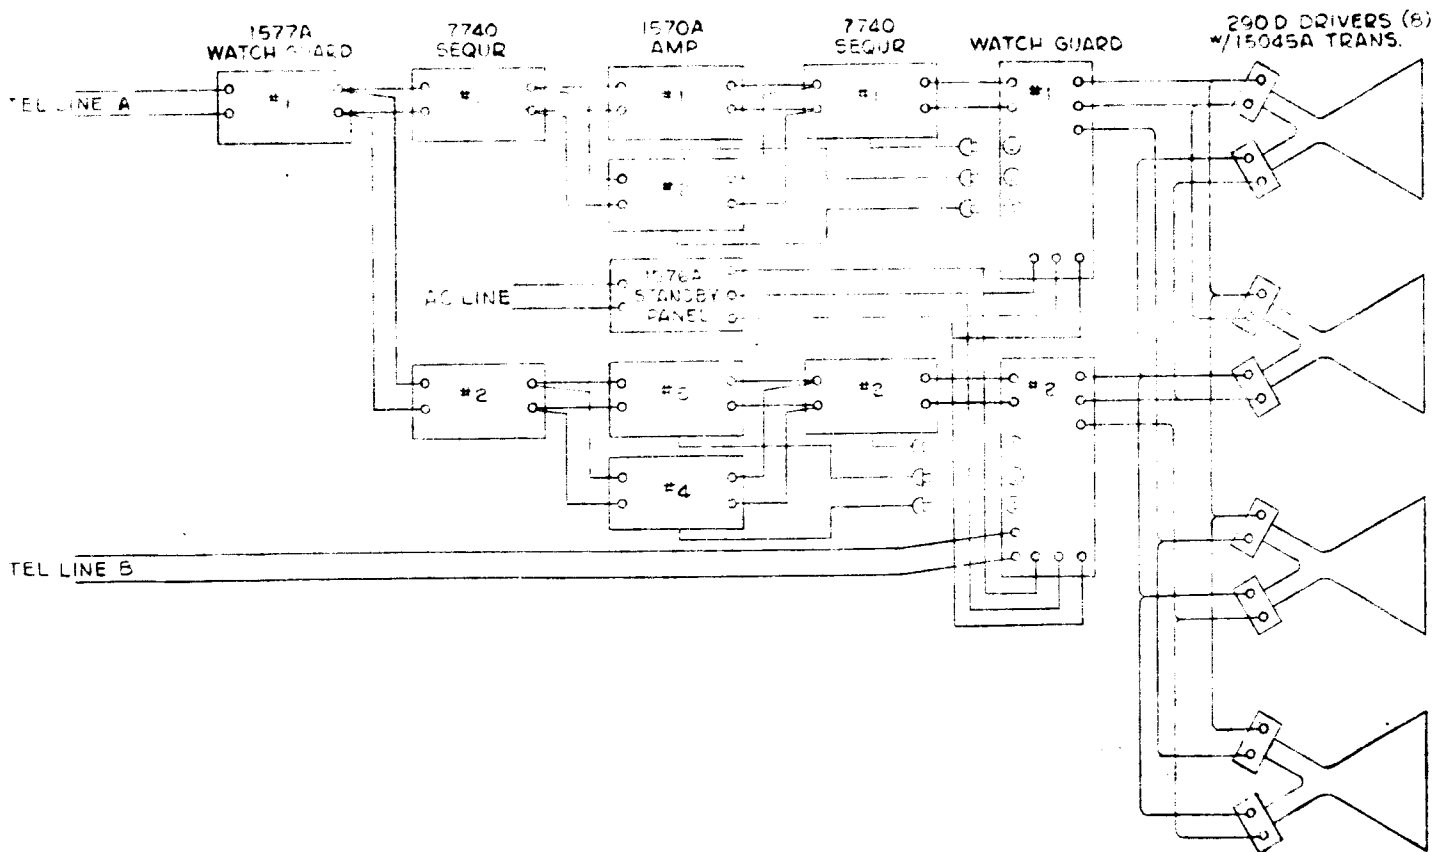 1577A
WATCH GUARD
7740
SEQUR
1570A
AMP
7740
SEQUR
WATCH GUARD
290 D DRIVERS (8)
W/15045A TRANS.
TEL LINE A
#1
#1
#1
#1
AC LINE
1576A
STANDBY
PANEL
#2
#2
#2
#4
TEL LINE B